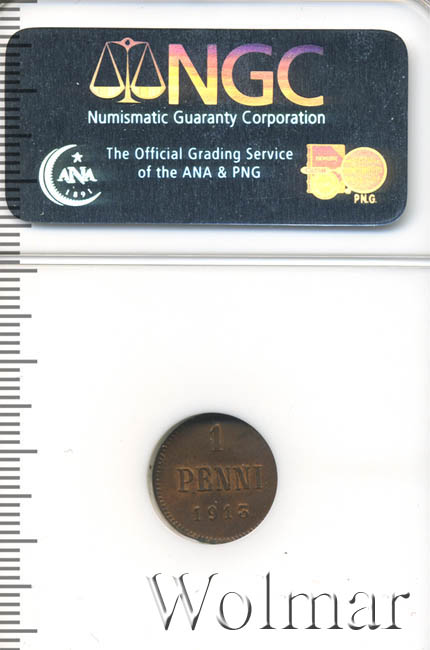 NGC
Numismatic Guaranty Corporation
The Official Grading Service
of the ANA & PNG
ANA
1891
P.N.G.
1
PENNI
1913
Wolmar